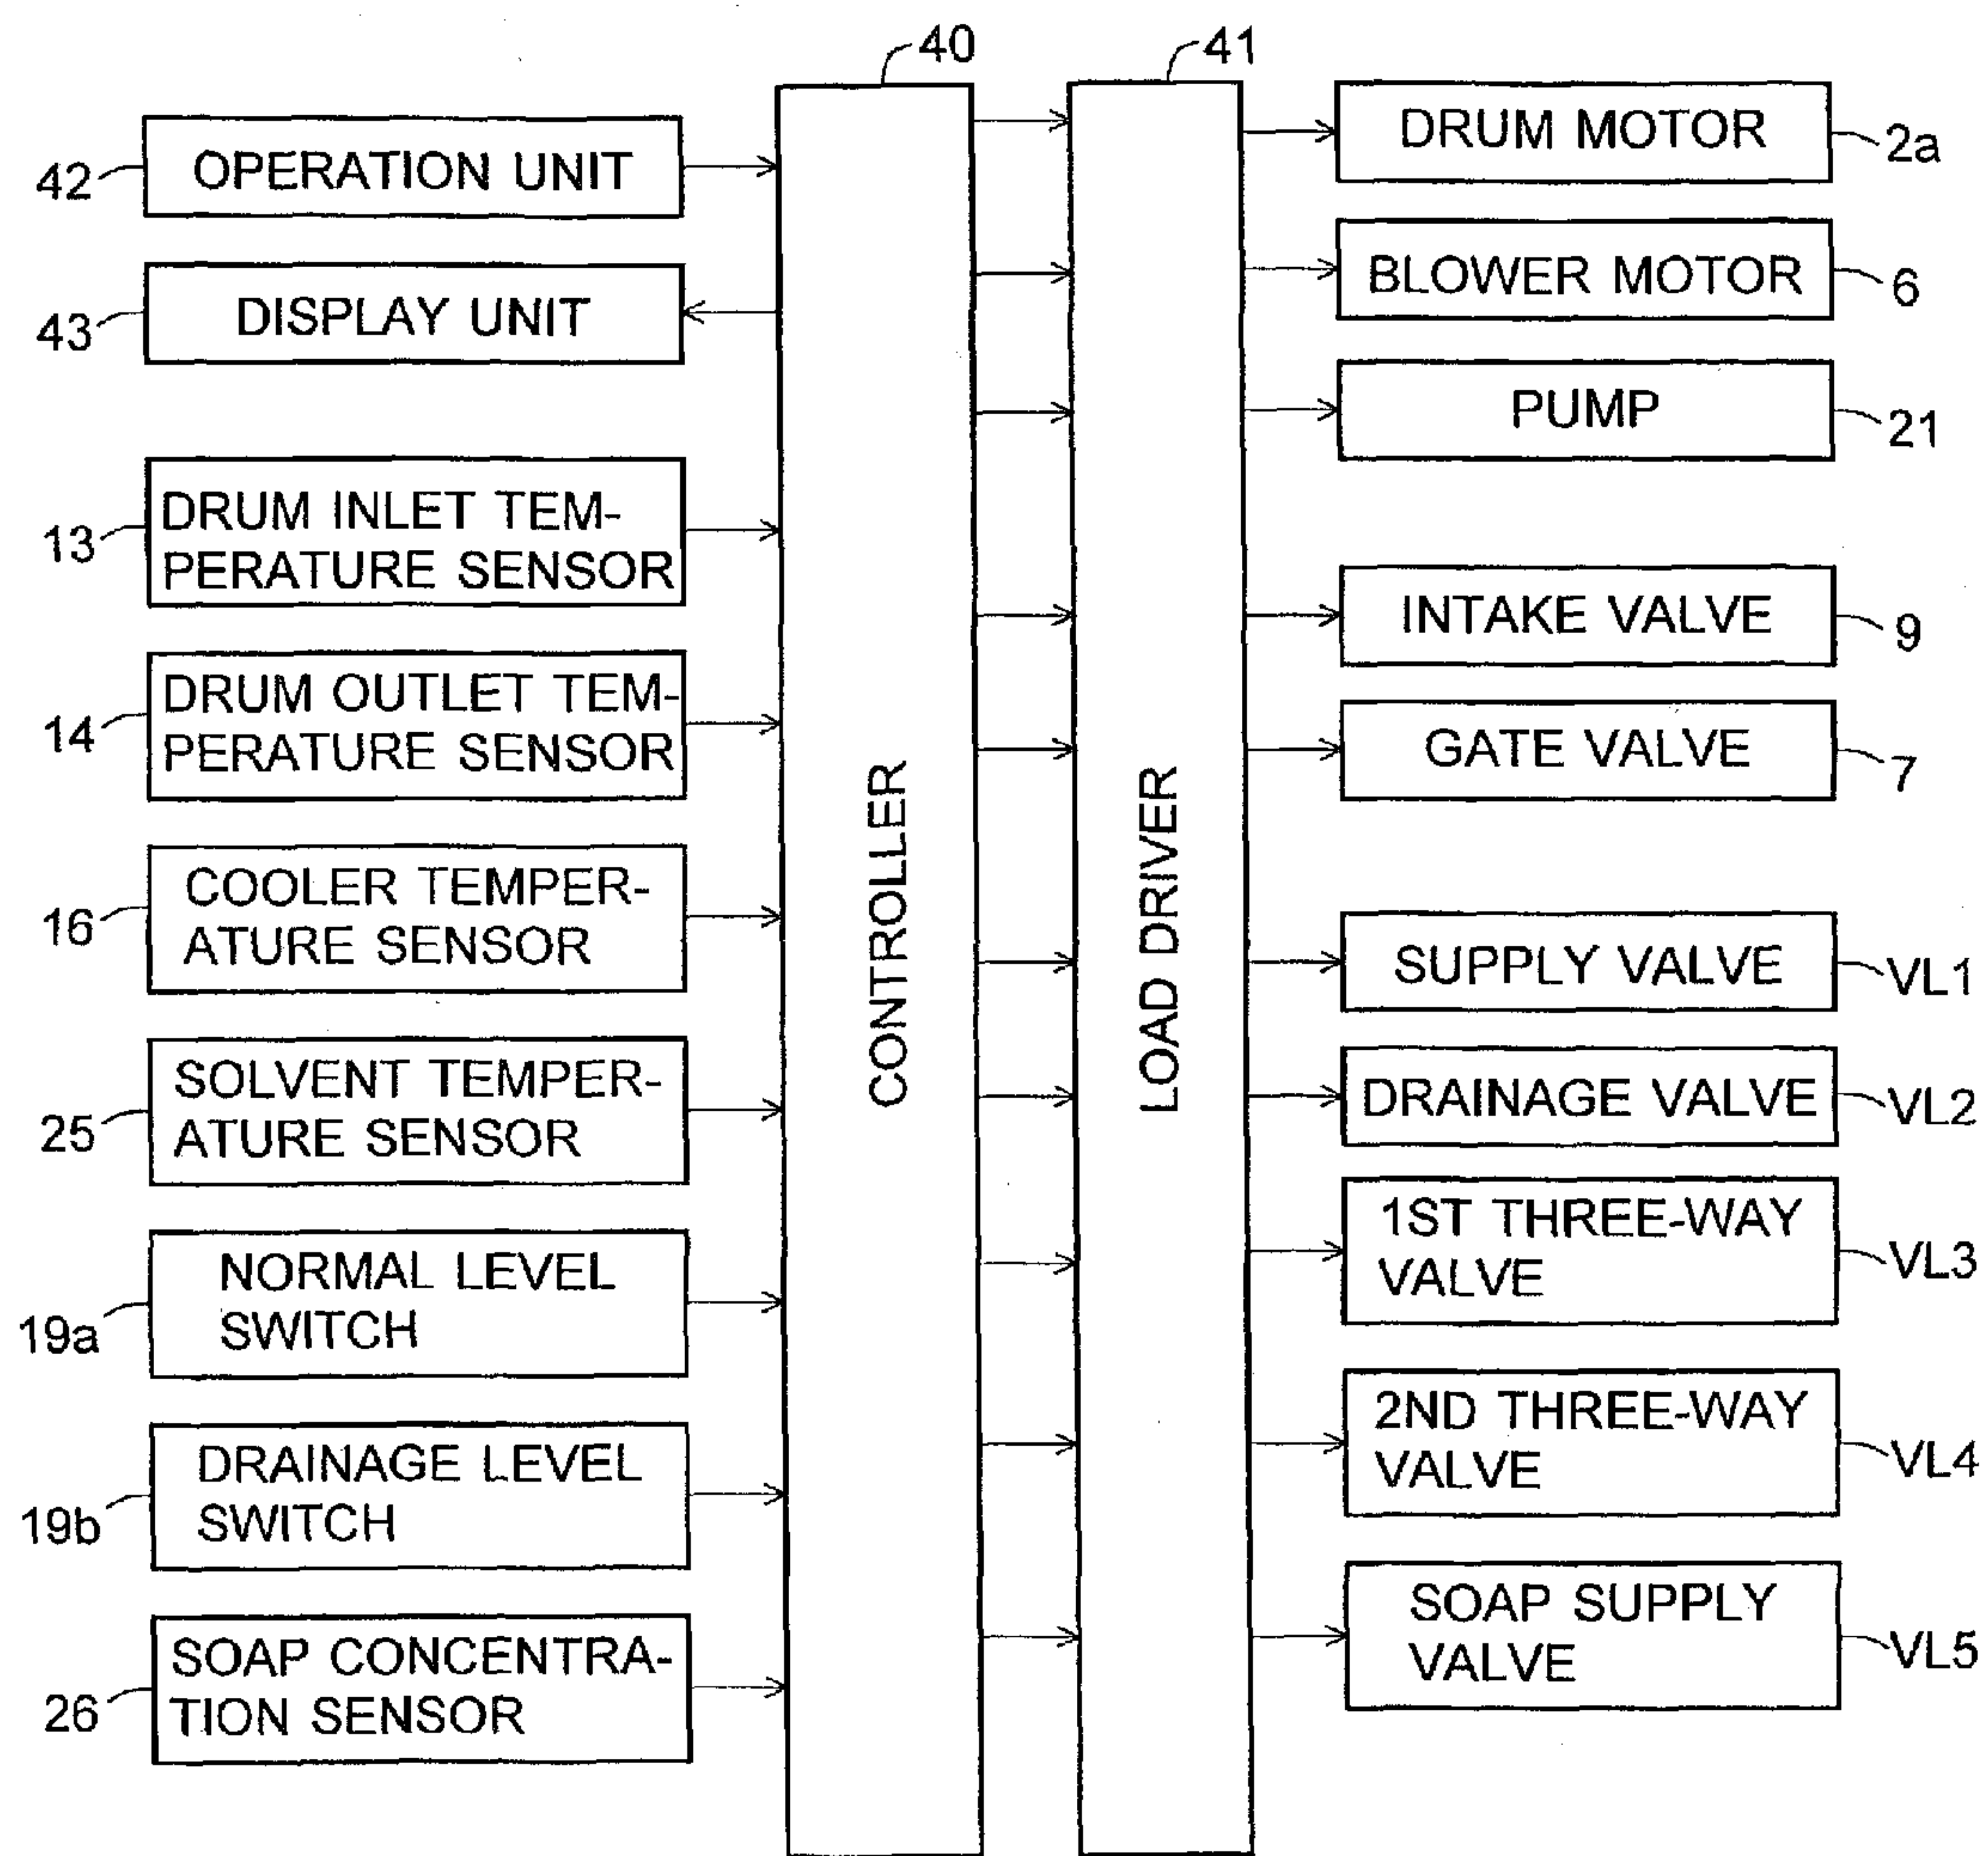 40
41
42
OPERATION UNIT
43
DISPLAY UNIT
13
DRUM INLET TEM-
PERATURE SENSOR
14
DRUM OUTLET TEM-
PERATURE SENSOR
16
COOLER TEMPER-
ATURE SENSOR
25
SOLVENT TEMPER-
ATURE SENSOR
19a
NORMAL LEVEL
SWITCH
19b
DRAINAGE LEVEL
SWITCH
26
SOAP CONCENTRA-
TION SENSOR
CONTROLLER
LOAD DRIVER
DRUM MOTOR
2a
BLOWER MOTOR
6
PUMP
21
INTAKE VALVE
9
GATE VALVE
7
SUPPLY VALVE
VL1
DRAINAGE VALVE
VL2
1ST THREE-WAY
VALVE
VL3
2ND THREE-WAY
VALVE
VL4
SOAP SUPPLY
VALVE
VL5